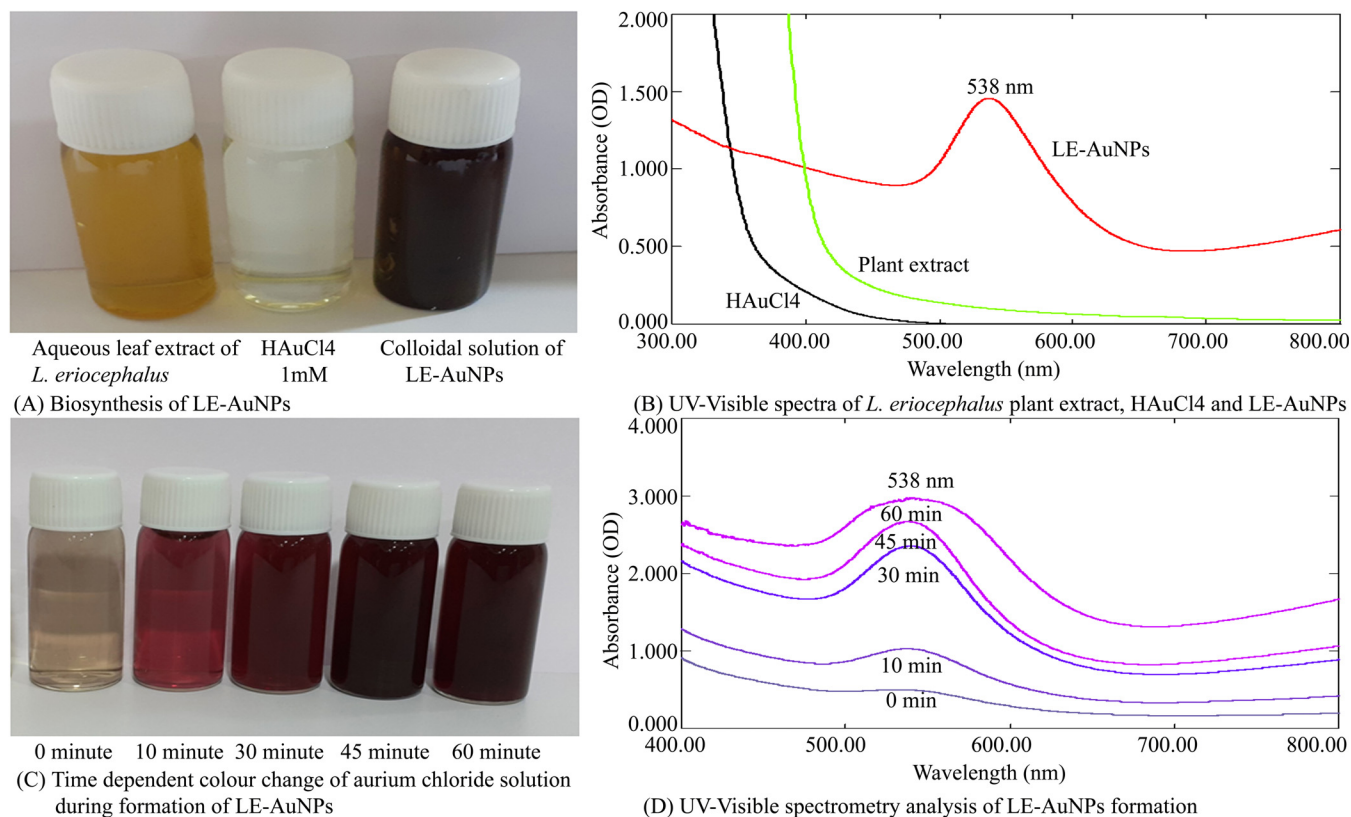 Aqueous leaf extract of
L. eriocephalus
HAuCl4
1mM
Colloidal solution of
LE-AuNPs
(A) Biosynthesis of LE-AuNPs
2.000
1.500
1.000
0.500
0.000
Absorbance (OD)
538 nm
LE-AuNPs
Plant extract
HAuCl4
300.00 400.00 500.00 600.00 700.00 800.00
Wavelength (nm)
(B) UV-Visible spectra of L. eriocephalus plant extract, HAuCl4 and LE-AuNPs
0 minute 10 minute 30 minute 45 minute 60 minute
(C) Time dependent colour change of aurium chloride solution
during formation of LE-AuNPs
4.000
3.000
2.000
1.000
0.000
Absorbance (OD)
538 nm
60 min
45 min
30 min
10 min
0 min
400.00 500.00 600.00 700.00 800.00
Wavelength (nm)
(D) UV-Visible spectrometry analysis of LE-AuNPs formation